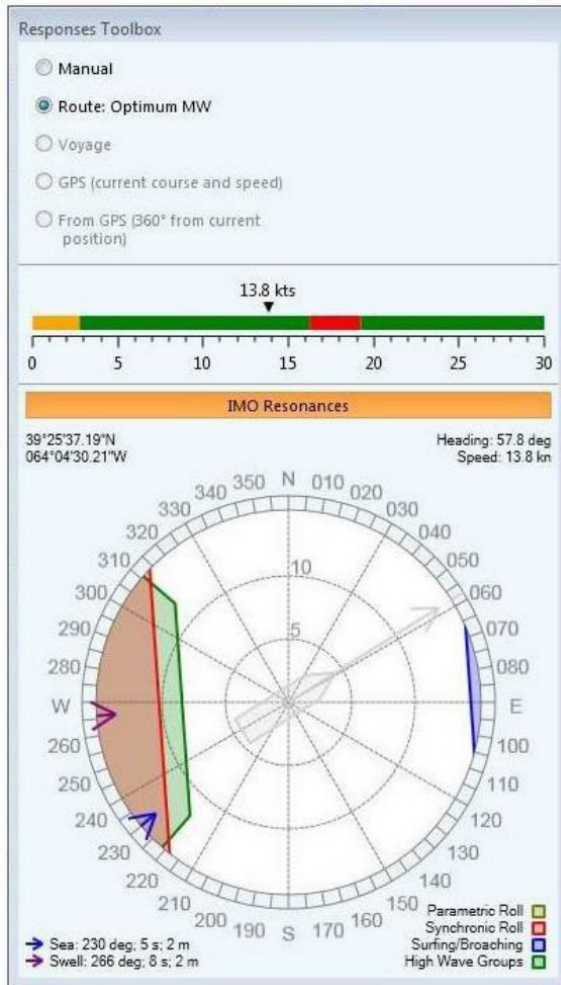 Responses Toolbox
Manual
Route: Optimum MW
Voyage
GPS (current course and speed)
From GPS (360° from current
position)
13.8 kts
0 5 10 15 20 25 30
IMO Resonances
39°25'37.19"N Heading: 57.8 deg
064°04'30.21"W Speed: 13.8 kn
N
350 010
340 020
330 030
320 040
310 050
300 060
290 070
280 080
W E
260 100
250 110
240 120
230 130
220 140
210 150
200 160
190 170
S
10
5
Parametric Roll
Synchronic Roll
Sea: 230 deg; 5 s; 2 m Surfing/Broaching
Swell: 266 deg; 8 s; 2 m High Wave Groups